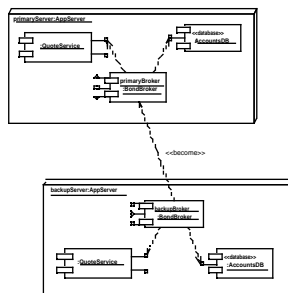 primaryServer:AppServer
:QuoteService
<<database>>
AccountsDB
primaryBroker
:BondBroker
<<become>>
backupServer:AppServer
backupBroker
:BondBroker
:QuoteService
<<database>>
:AccountsDB